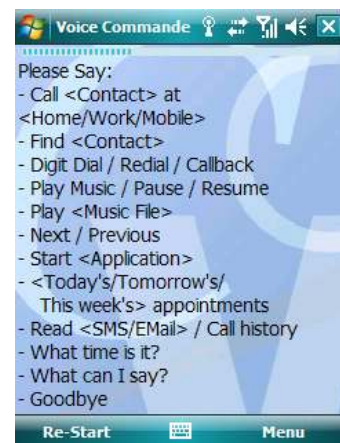 Voice Commande
Please Say:
- Call <Contact> at
<Home/Work/Mobile>
- Find <Contact>
- Digit Dial / Redial / Callback
- Play Music / Pause / Resume
- Play <Music File>
- Next / Previous
- Start <Application>
- <Today's/Tomorrow's/
This week's> appointments
- Read <SMS/EMail> / Call history
- What time is it?
- What can I say?
- Goodbye
Re-Start Menu